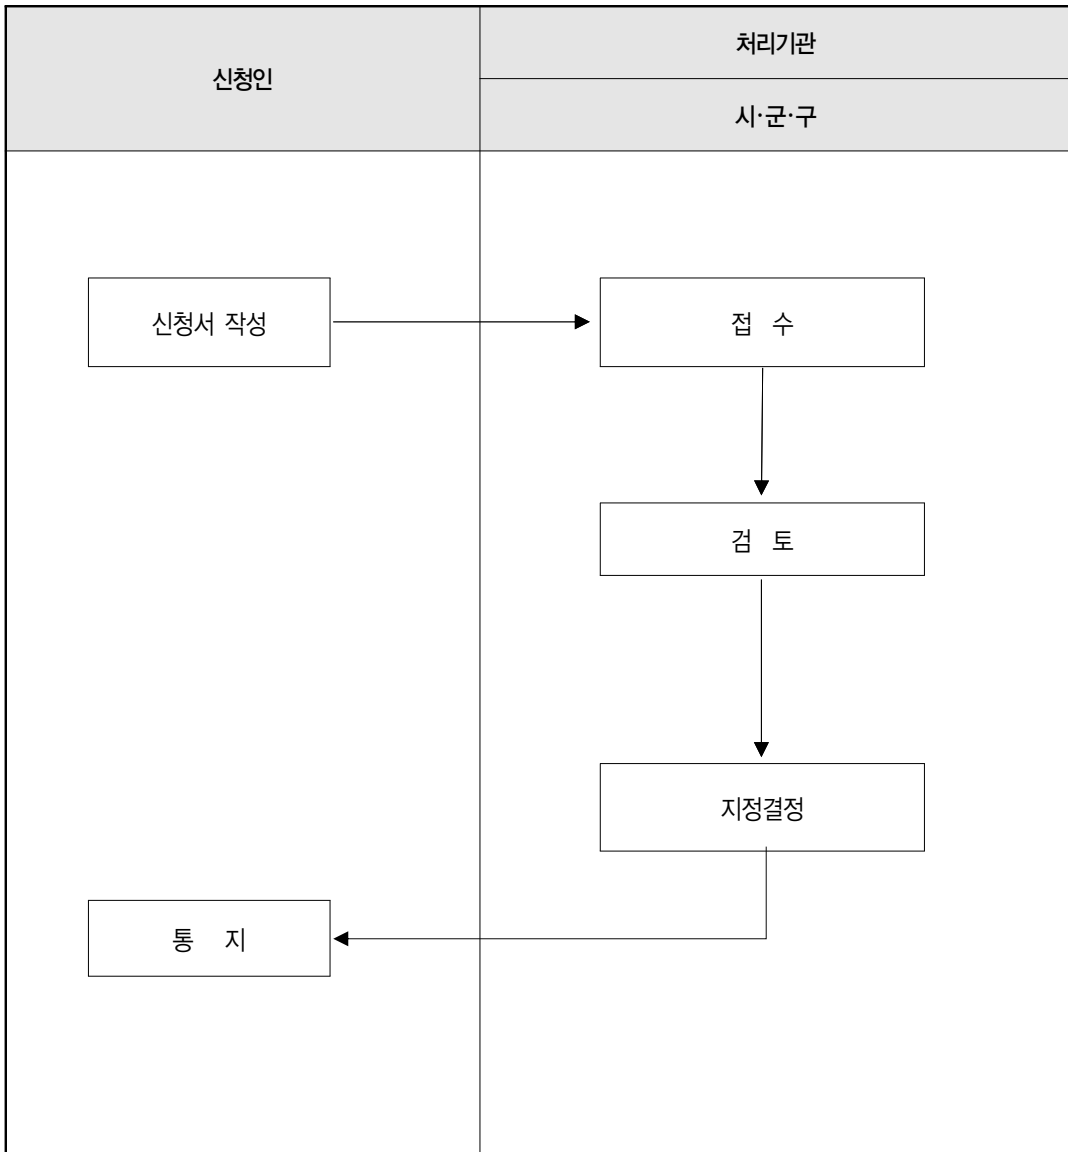 신청인
처리기관
시·군·구
신청서 작성
접 수
검 토
지정결정
통 지